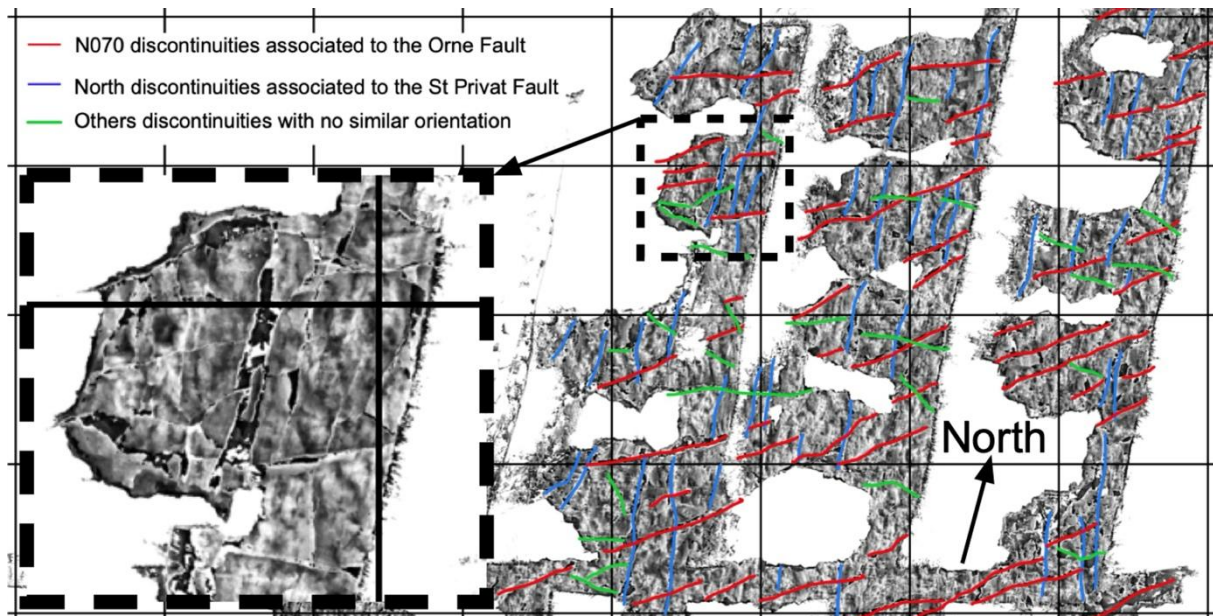 N070 discontinuities associated to the Orne Fault
North discontinuities associated to the St Privat Fault
Others discontinuities with no similar orientation
North